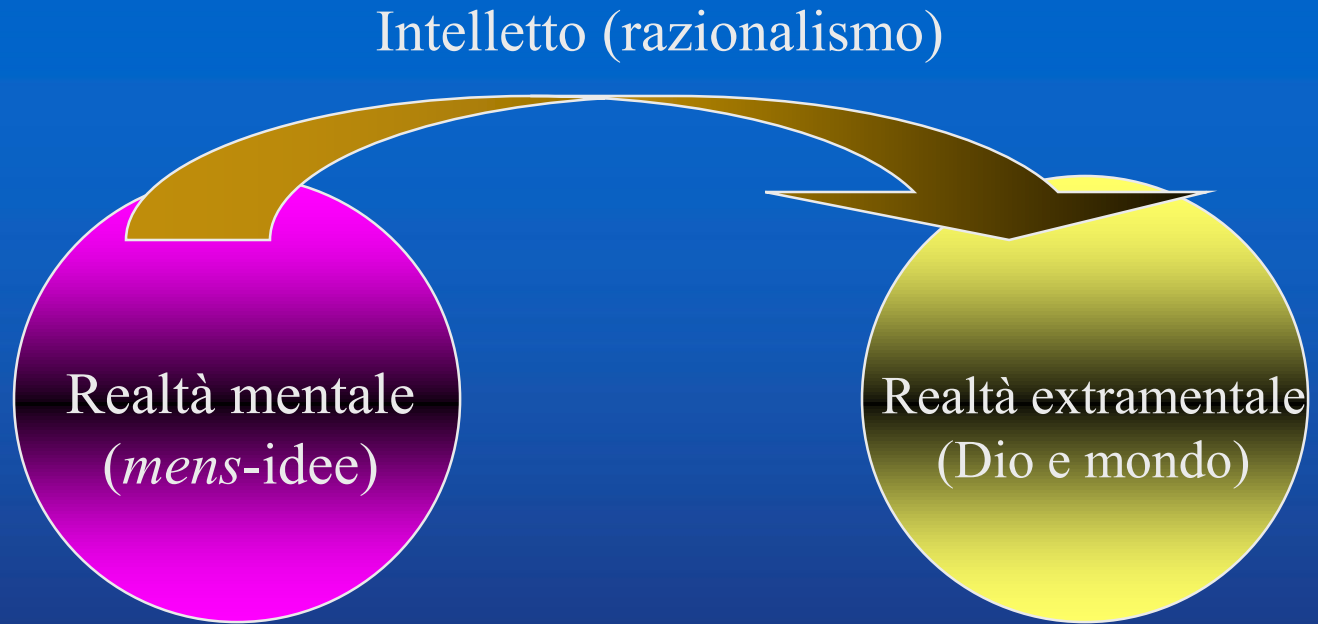 Intelletto (razionalismo)
Realtà mentale
(mens-idee)
Realtà extramentale
(Dio e mondo)